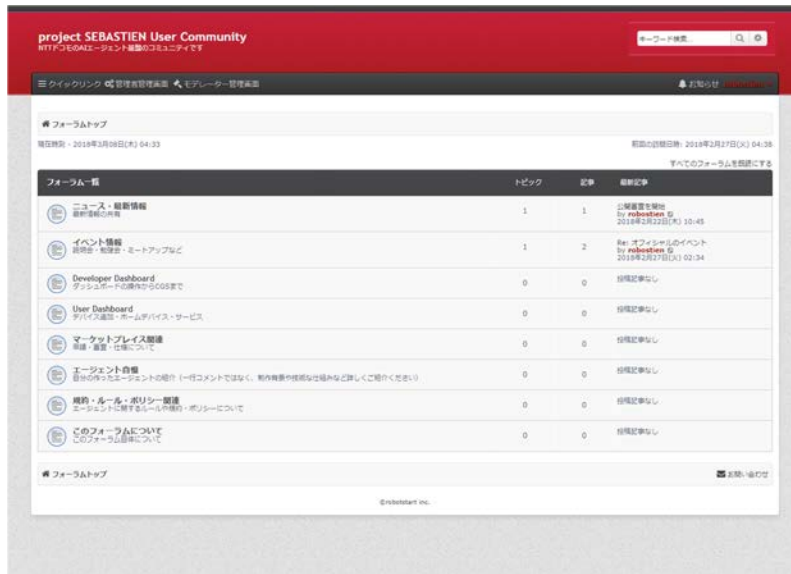 project SEBASTIEN User Community
NTTドコモのAIエージェント基盤のコミュニティです
キーワード検索...
クイックリンク 管理者管理画面 モデレーター管理画面
お知らせ
フォーラムトップ
現在時刻 - 2018年3月08日(木) 04:33
前回の訪問日時: 2018年2月27日(火) 04:38
すべてのフォーラムを既読にする
フォーラム一覧 トピック 記事 最新記事
ニュース・最新情報 1 1 公開審査を開始
最新情報の共有 by robostien
2018年2月22日(木) 10:45
イベント情報 1 2 Re: オフィシャルのイベント
説明会・勉強会・ミートアップなど by robostien
2018年2月27日(火) 02:34
Developer Dashboard 0 0 投稿記事なし
ダッシュボードの操作からCGSまで
User Dashboard 0 0 投稿記事なし
デバイス追加・ホームデバイス・サービス
マーケットプレイス関連 0 0 投稿記事なし
申請・審査・仕様について
エージェント自慢 0 0 投稿記事なし
自分の作ったエージェントの紹介（一行コメントではなく、制作背景や技術な仕組みなど詳しくご紹介ください）
規約・ルール・ポリシー関連 0 0 投稿記事なし
エージェントに関するルールや規約・ポリシーについて
このフォーラムについて 0 0 投稿記事なし
このフォーラム自体について
フォーラムトップ
お問い合わせ
©robotstart inc.